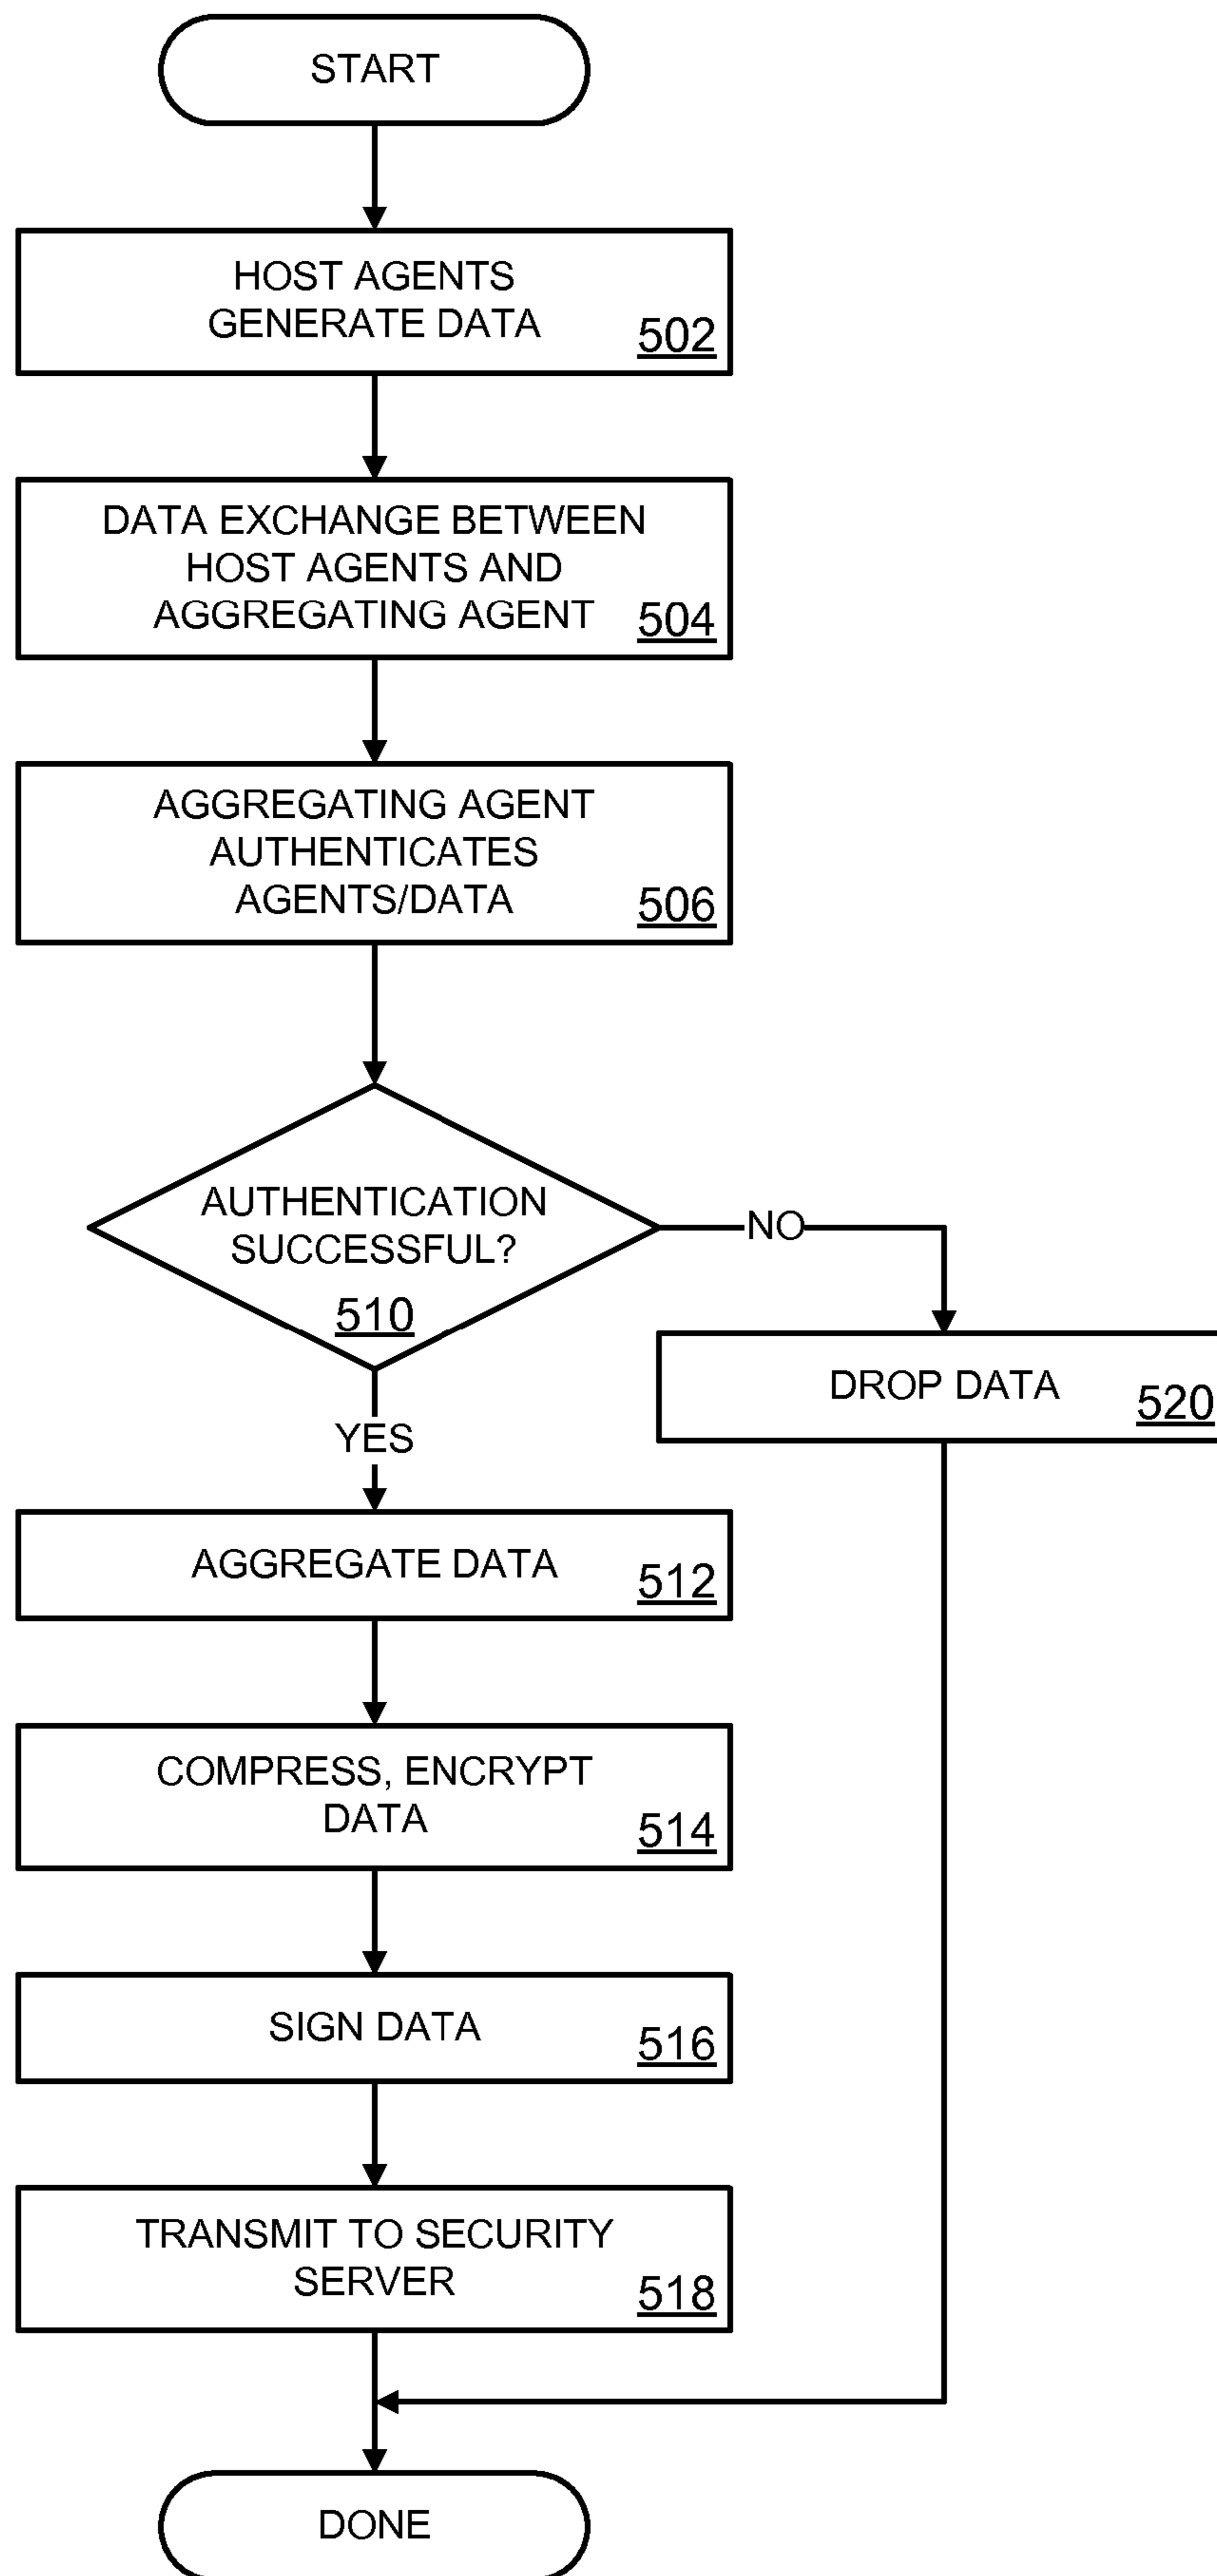 START
HOST AGENTS
GENERATE DATA
502
DATA EXCHANGE BETWEEN
HOST AGENTS AND
AGGREGATING AGENT
504
AGGREGATING AGENT
AUTHENTICATES
AGENTS/DATA
506
AUTHENTICATION
SUCCESSFUL?
510
NO
DROP DATA
520
YES
AGGREGATE DATA
512
COMPRESS, ENCRYPT
DATA
514
SIGN DATA
516
TRANSMIT TO SECURITY
SERVER
518
DONE